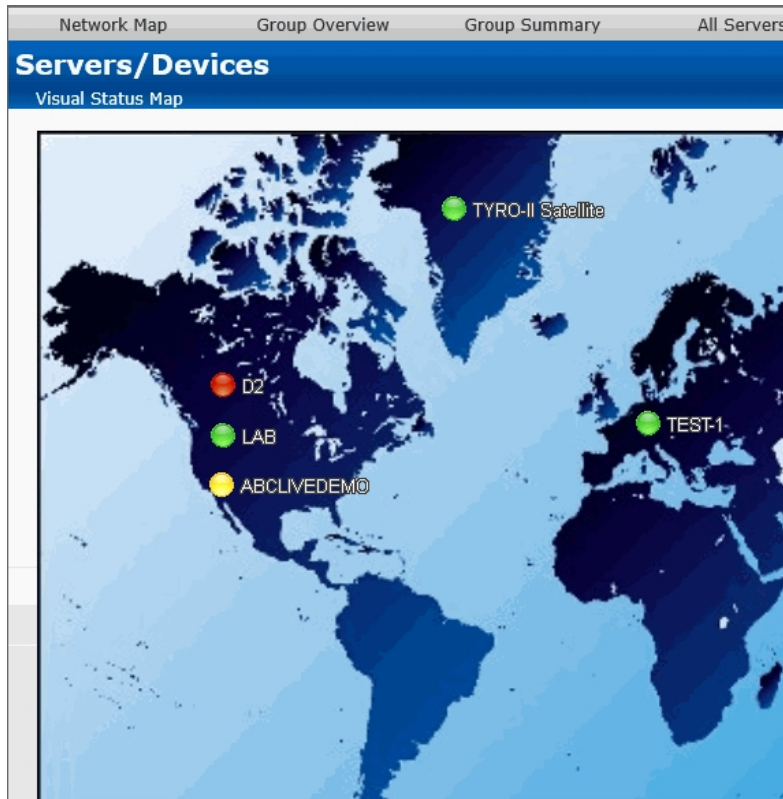 Network Map Group Overview Group Summary All Servers
Servers/Devices
Visual Status Map
TYRO-II Satellite
D2
LAB
TEST-1
ABCLIVEDEMO